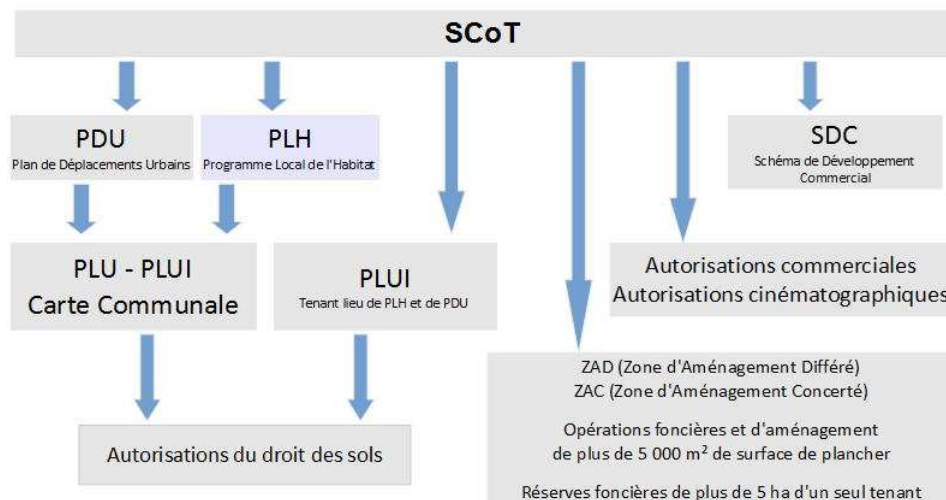 SCoT
PDU
Plan de Déplacements Urbains
PLH
Programme Local de l'Habitat
SDC
Schéma de Développement
Commercial
PLU - PLUI
Carte Communale
PLUI
Tenant lieu de PLH et de PDU
Autorisations commerciales
Autorisations cinématographiques
ZAD (Zone d'Aménagement Différé)
ZAC (Zone d'Aménagement Concerté)
Opérations foncières et d'aménagement
de plus de 5 000 m² de surface de plancher
Réserves foncières de plus de 5 ha d'un seul tenant
Autorisations du droit des sols